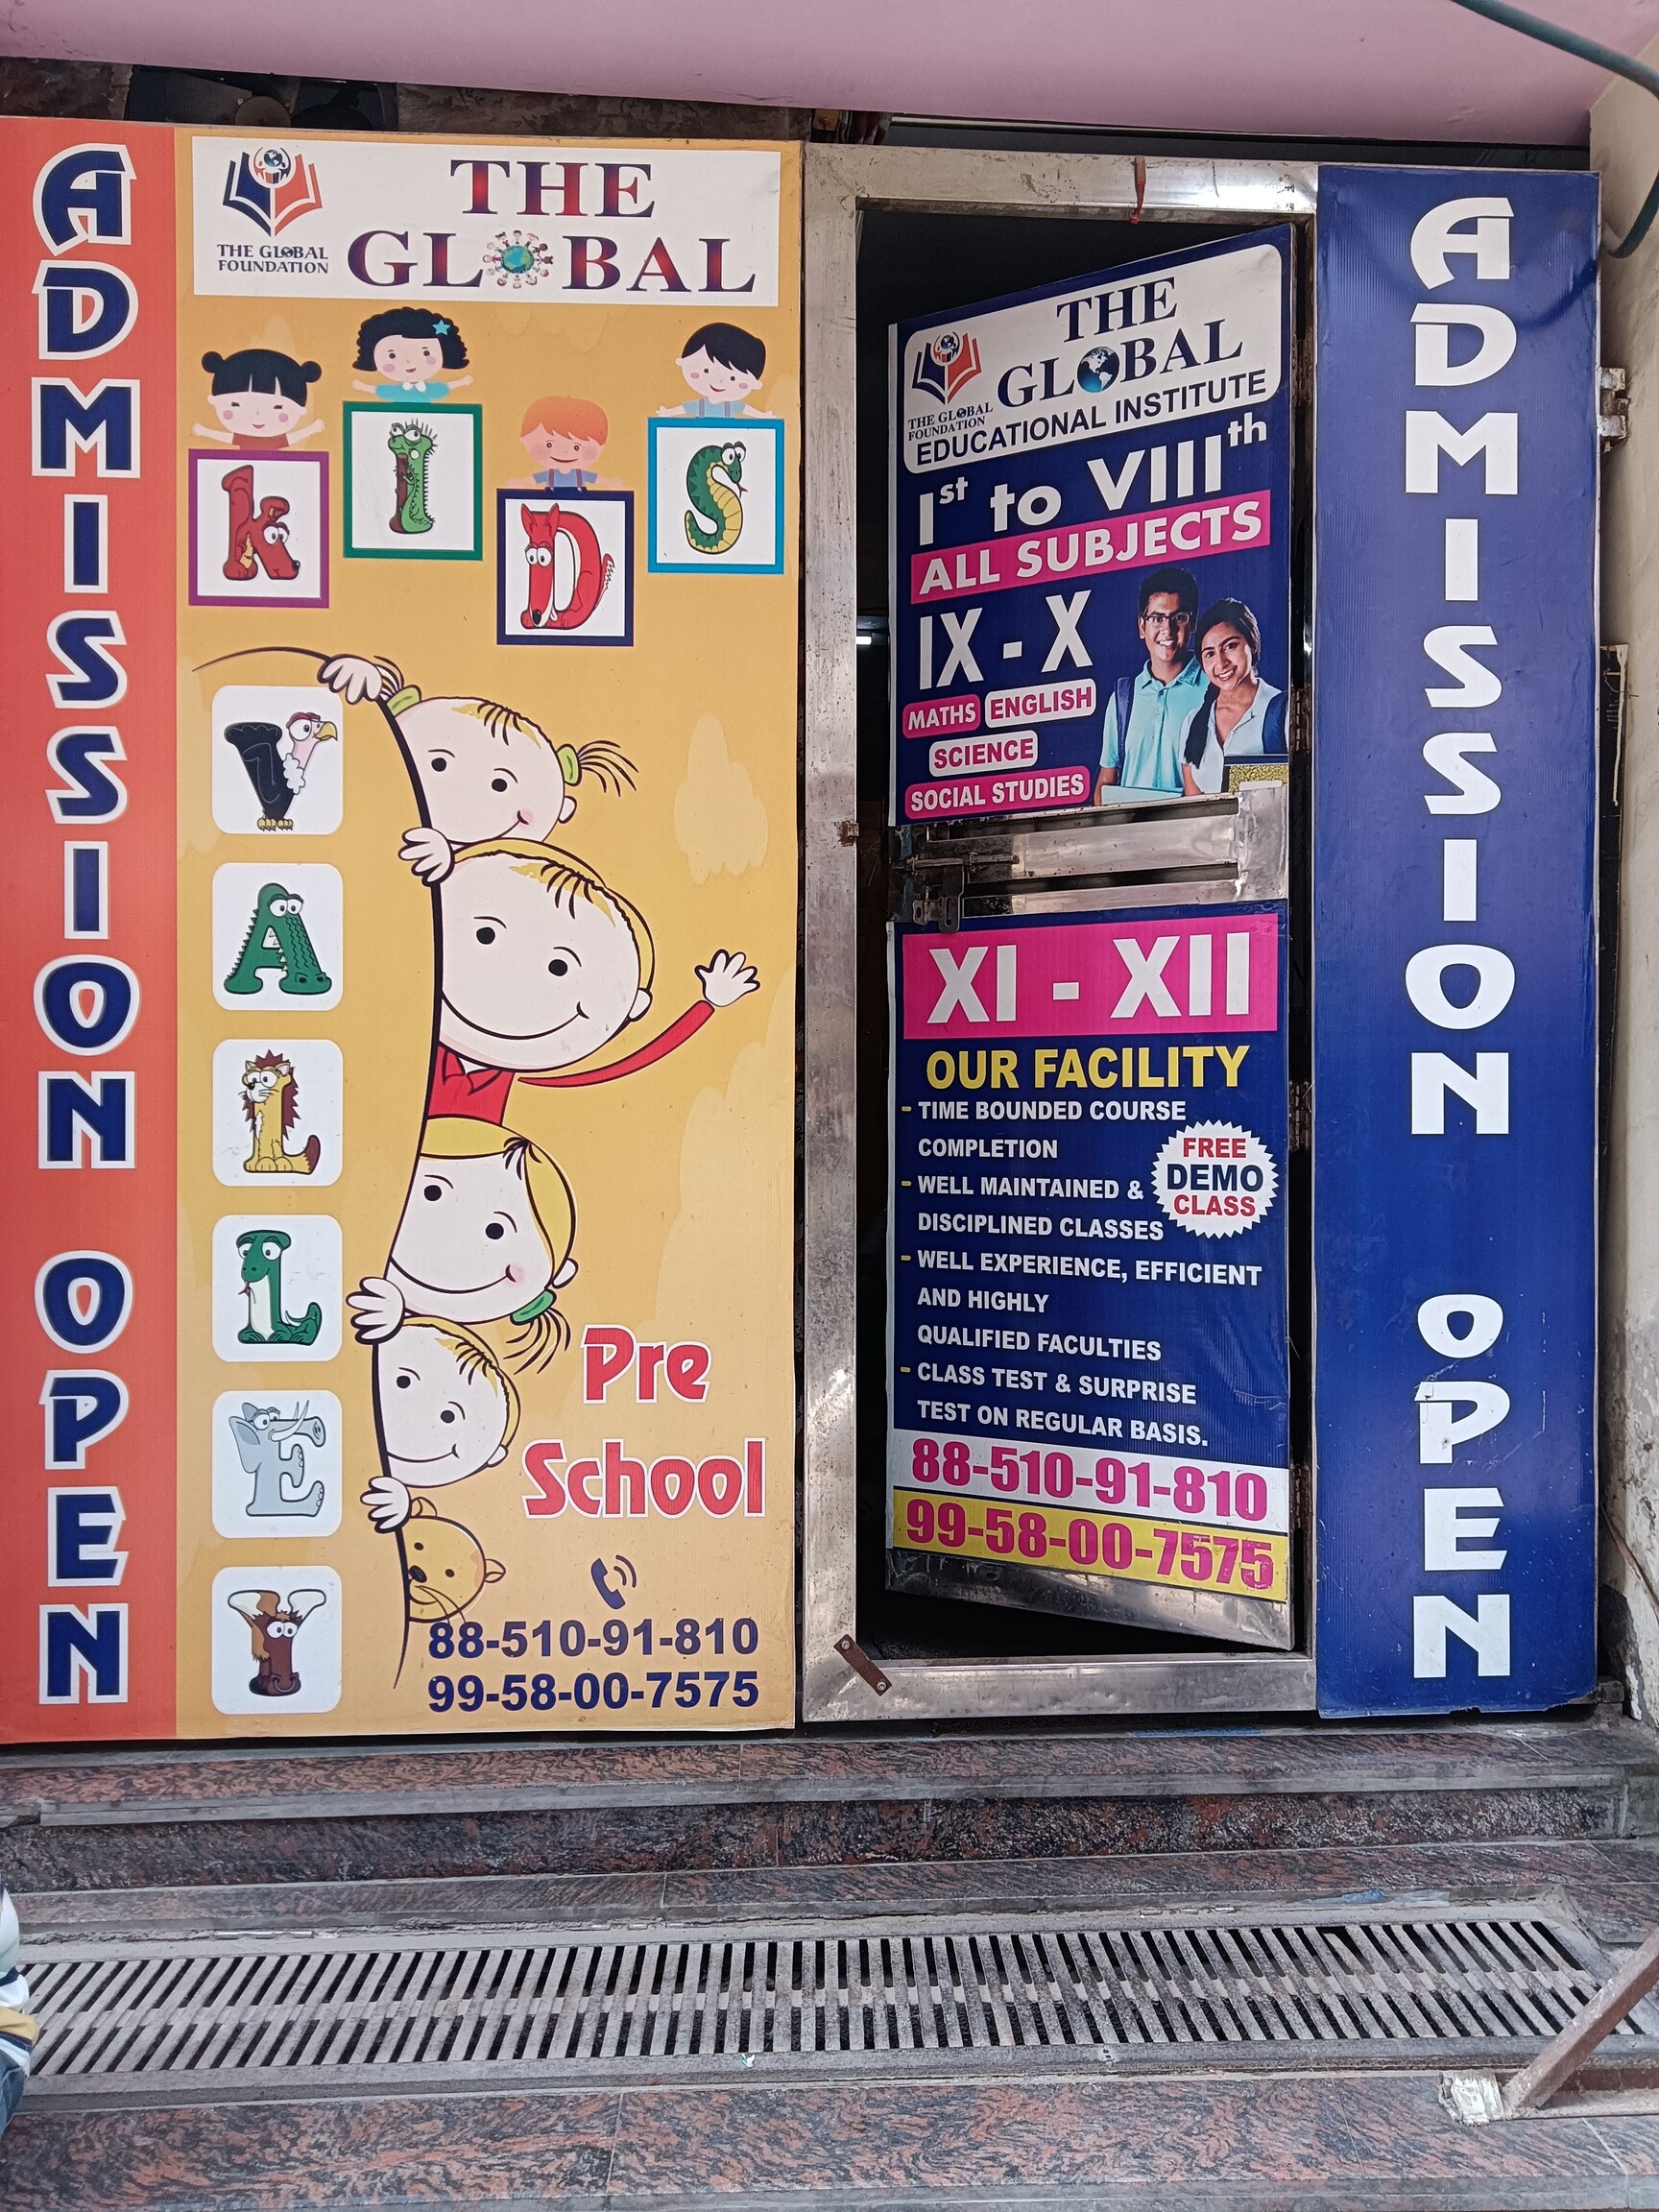 ADMISSION OPEN
THE GLOBAL
FOUNDATION
THE
GLOBAL
KIDS
VALLEY
Pre
School
88-510-91-810
99-58-00-7575
THE GLOBAL
FOUNDATION
THE
GLOBAL
EDUCATIONAL INSTITUTE
Ist to VIIIth
ALL SUBJECTS
IX - X
MATHS ENGLISH
SCIENCE
SOCIAL STUDIES
XI - XII
OUR FACILITY
- TIME BOUNDED COURSE
COMPLETION
- WELL MAINTAINED &
DISCIPLINED CLASSES
- WELL EXPERIENCE, EFFICIENT
AND HIGHLY
QUALIFIED FACULTIES
- CLASS TEST & SURPRISE
TEST ON REGULAR BASIS.
FREE
DEMO
CLASS
88-510-91-810
99-58-00-7575
ADMISSION OPEN